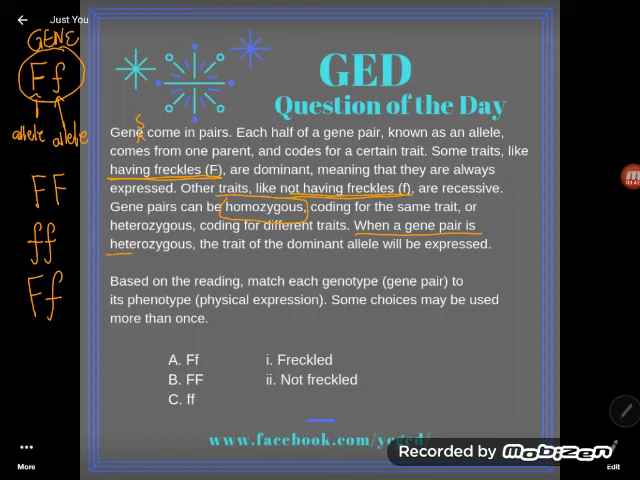 Just You
GENE
Ff
allele allele
FF
ff
Ff
GED
Question of the Day
s
Gene come in pairs. Each half of a gene pair, known as an allele,
comes from one parent, and codes for a certain trait. Some traits, like
having freckles (F), are dominant, meaning that they are always
expressed. Other traits, like not having freckles (f), are recessive.
Gene pairs can be homozygous, coding for the same trait, or
heterozygous, coding for different traits. When a gene pair is
heterozygous, the trait of the dominant allele will be expressed.
Based on the reading, match each genotype (gene pair) to
its phenotype (physical expression). Some choices may be used
more than once.
A. Ff i. Freckled
B. FF ii. Not freckled
C. ff
www.facebook.com/ycged/
Recorded by Mobizen
More
Edit